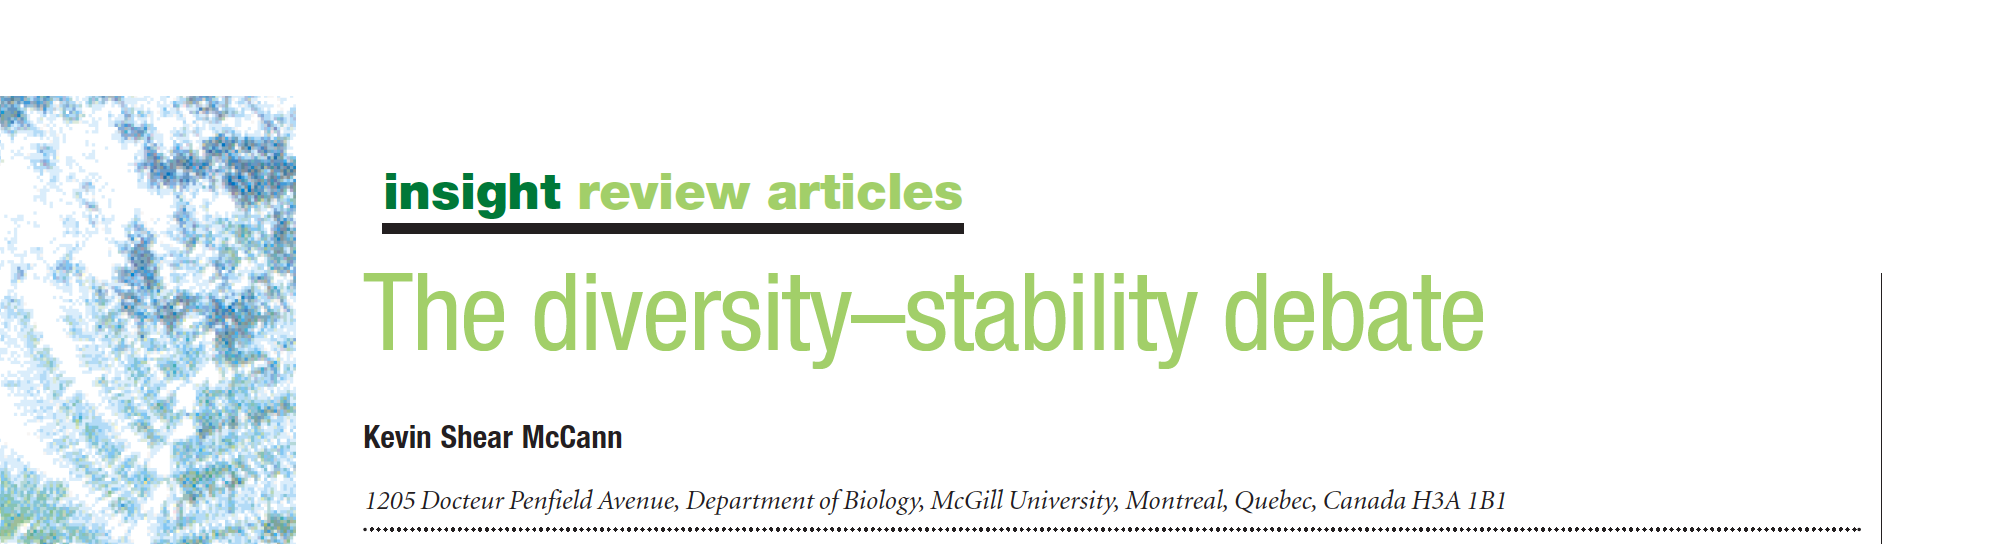 insight review articles
The diversity–stability debate
Kevin Shear McCann
1205 Docteur Penfield Avenue, Department of Biology, McGill University, Montreal, Quebec, Canada H3A 1B1